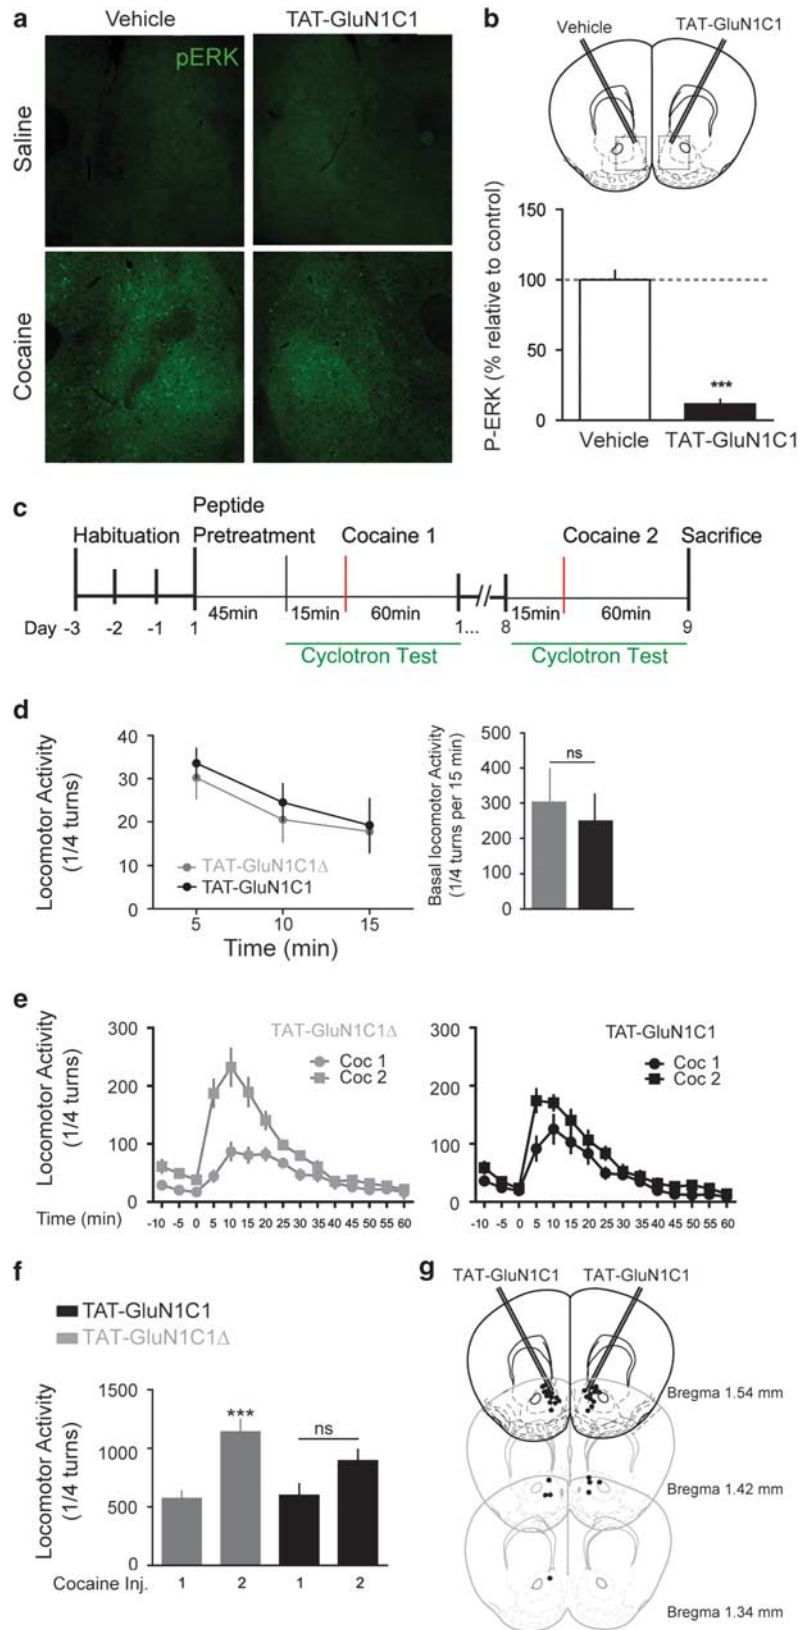 a
Vehicle
TAT-GluN1C1
pERK
Saline
Cocaine
b
Vehicle
TAT-GluN1C1
P-ERK (% relative to control)
150
100
50
0
***
Vehicle
TAT-GluN1C1
c
Peptide
Habituation
Pretreatment
Cocaine 1
Cocaine 2
Sacrifice
45min
15min
60min
15min
60min
Day -3
-2
-1
1
1...
8
9
Cyclotron Test
Cyclotron Test
d
Locomotor Activity
(1/4 turns)
40
30
20
10
0
TAT-GluN1C1Δ
TAT-GluN1C1
5
10
15
Time (min)
Basal locomotor Activity
(1/4 turns per 15 min)
500
400
300
200
100
0
ns
e
Locomotor Activity
(1/4 turns)
300
200
100
0
TAT-GluN1C1Δ
Coc 1
Coc 2
Time (min)
-10 -5 0 5 10 15 20 25 30 35 40 45 50 55 60
300
200
100
0
TAT-GluN1C1
Coc 1
Coc 2
-10 -5 0 5 10 15 20 25 30 35 40 45 50 55 60
f
TAT-GluN1C1
TAT-GluN1C1Δ
Locomotor Activity
(1/4 turns)
1500
1000
500
0
***
ns
Cocaine Inj.
1
2
1
2
g
TAT-GluN1C1
TAT-GluN1C1
Bregma 1.54 mm
Bregma 1.42 mm
Bregma 1.34 mm